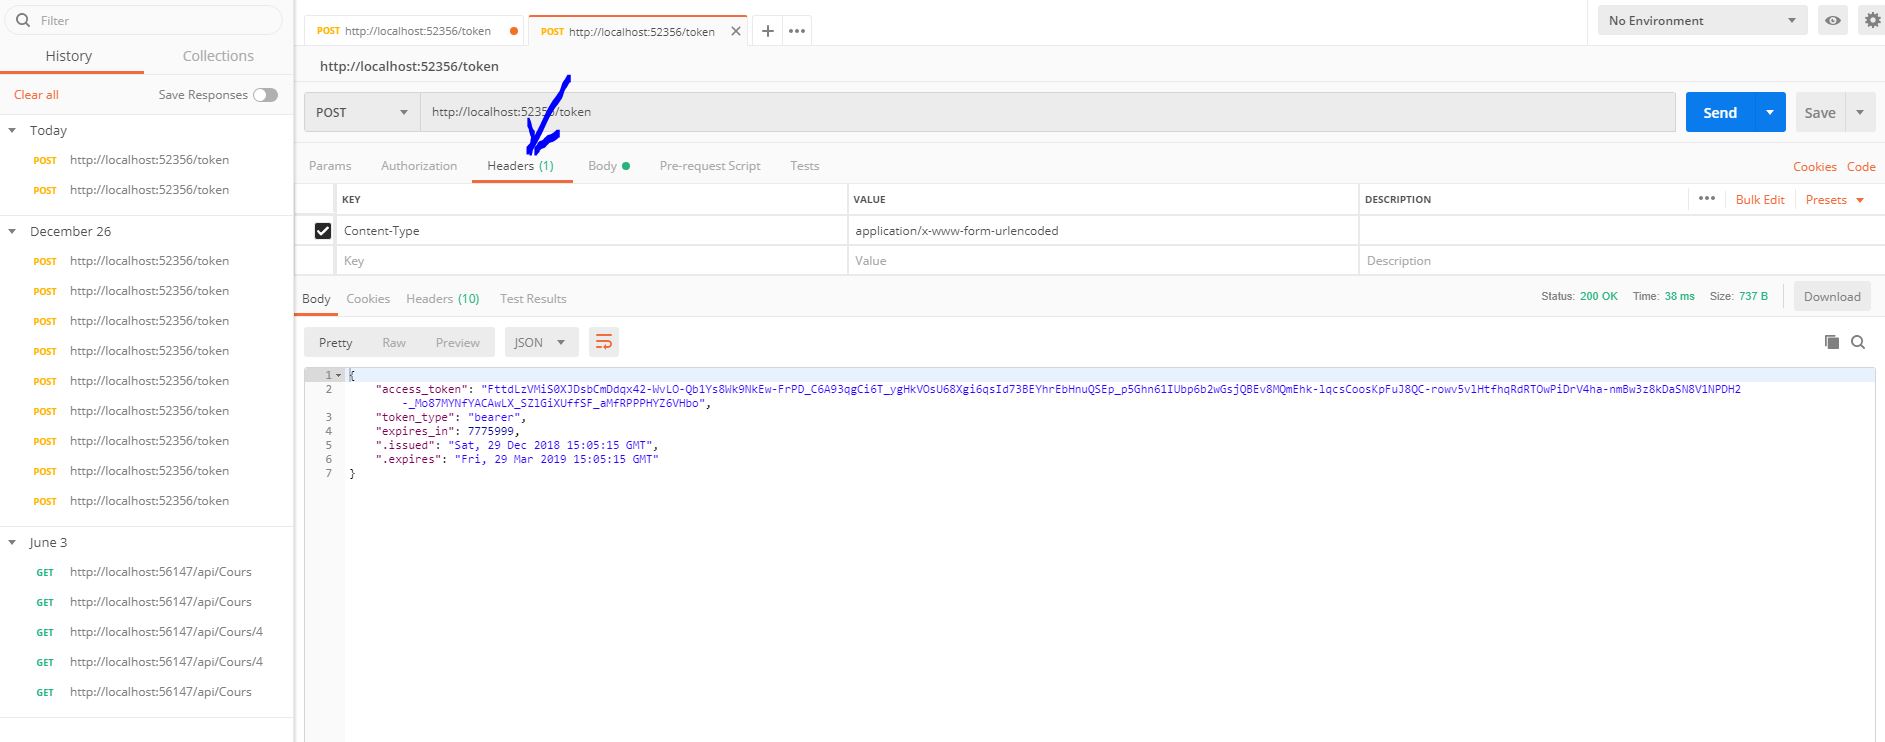 Filter
History Collections
Clear all Save Responses
Today
POST http://localhost:52356/token
POST http://localhost:52356/token
December 26
POST http://localhost:52356/token
POST http://localhost:52356/token
POST http://localhost:52356/token
POST http://localhost:52356/token
POST http://localhost:52356/token
POST http://localhost:52356/token
POST http://localhost:52356/token
POST http://localhost:52356/token
POST http://localhost:52356/token
June 3
GET http://localhost:56147/api/Cours
GET http://localhost:56147/api/Cours
GET http://localhost:56147/api/Cours/4
GET http://localhost:56147/api/Cours/4
GET http://localhost:56147/api/Cours
POST http://localhost:52356/token POST http://localhost:52356/token No Environment
http://localhost:52356/token
POST http://localhost:52356/token Send Save
Params Authorization Headers (1) Body Pre-request Script Tests Cookies Code
KEY VALUE DESCRIPTION Bulk Edit Presets
Content-Type application/x-www-form-urlencoded
Key Value Description
Body Cookies Headers (10) Test Results Status: 200 OK Time: 38 ms Size: 737 B Download
Pretty Raw Preview JSON
1 {
2 "access_token": "FttdLzVMiS0XJDsbCmDdqx42-WvLO-Qb1Ys8Wk9NkEw-FrPD_C6A93qgCi6T_ygHkVOsU68Xgi6qsId73BEYhrEbHnuQSEp_p5Ghn61IUbp6b2wGsjQBEv8MQmEhk-lqcsCoosKpFuJ8QC-rowv5vlHtfhqRdRTOwPiDrV4ha-nmBw3z8kDaSN8V1NPDH2
-_Mo87MYNfYACAwLX_SZlGiXUffSF_aMfRPPPHYZ6VHbo",
3 "token_type": "bearer",
4 "expires_in": 7775999,
5 ".issued": "Sat, 29 Dec 2018 15:05:15 GMT",
6 ".expires": "Fri, 29 Mar 2019 15:05:15 GMT"
7 }